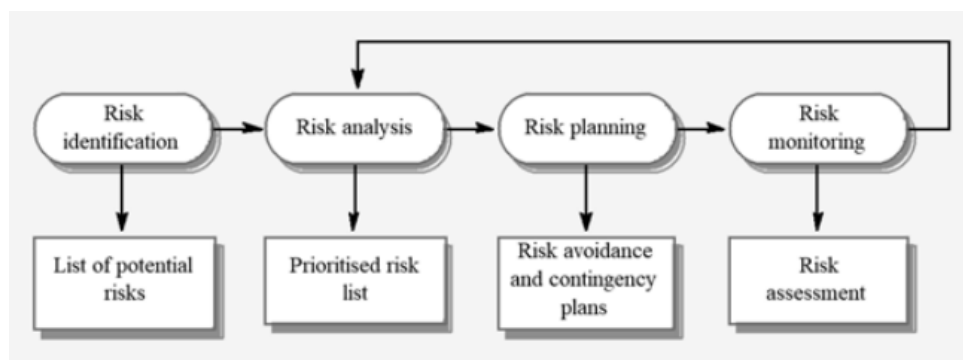 Risk
identification
Risk analysis
Risk planning
Risk
monitoring
List of potential
risks
Prioritised risk
list
Risk avoidance
and contingency
plans
Risk
assessment